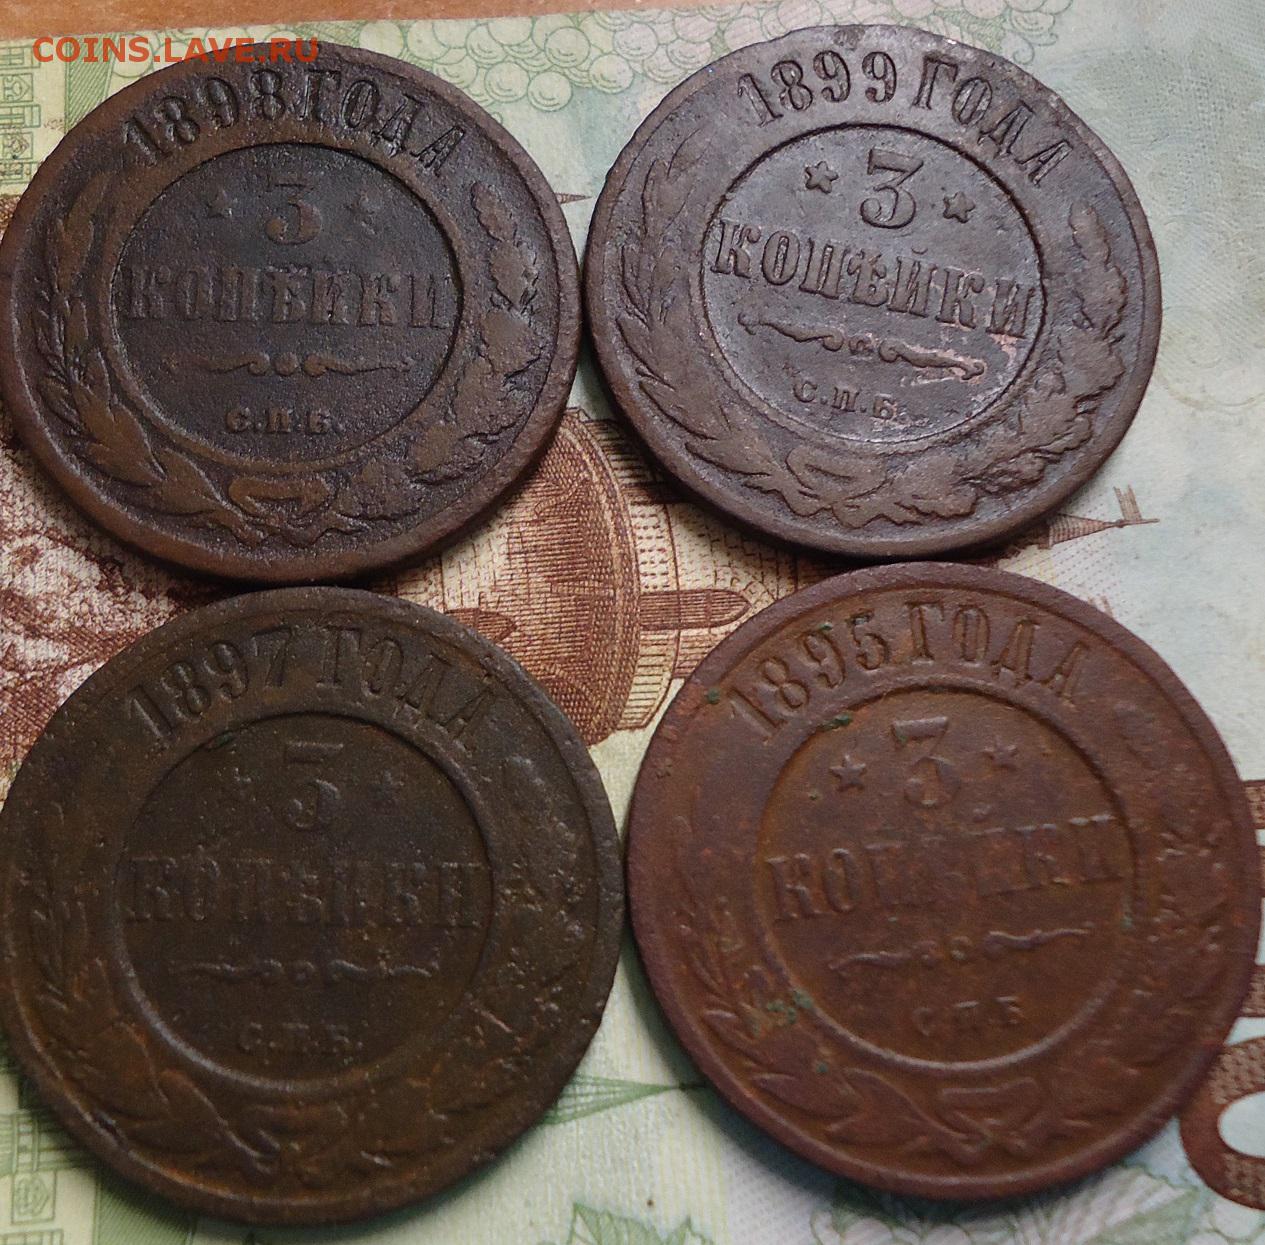 COINS.LAVE.RU
1898 ГОДА
3
КОПѢЙКИ
С.П.Б.
1899 ГОДА
3
КОПѢЙКИ
С.П.Б.
1897 ГОДА
3
КОПѢЙКИ
С.П.Б.
1895 ГОДА
3
КОПѢЙКИ
С.П.Б